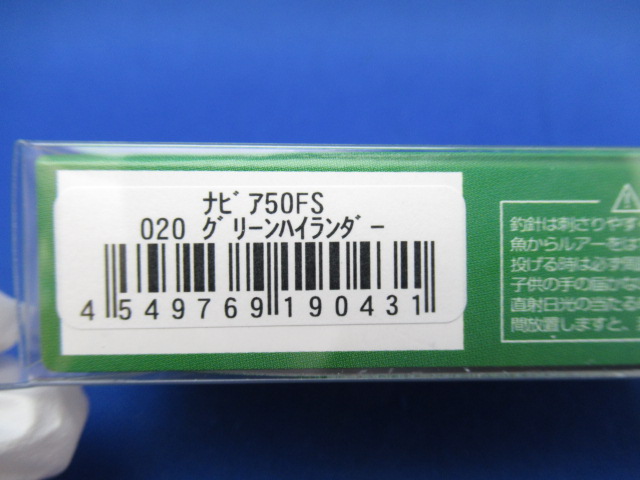 ﾅﾋﾞｱ50FS
020 ｸﾞﾘｰﾝﾊｲﾗﾝﾀﾞｰ
4 549769 190431
釣針は刺さりやす
魚からルアーをは
投げる時は必ず周
子供の手の届かな
直射日光の当たる
間放置しますと、